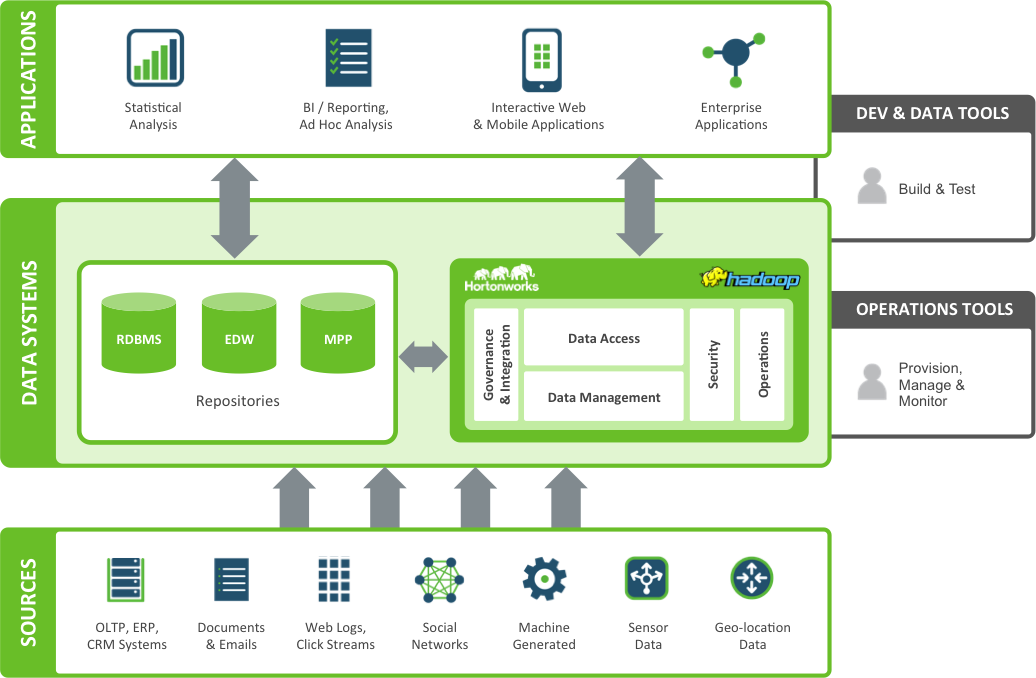 APPLICATIONS
Statistical
Analysis
BI / Reporting,
Ad Hoc Analysis
Interactive Web
& Mobile Applications
Enterprise
Applications
DEV & DATA TOOLS
Build & Test
DATA SYSTEMS
RDBMS
EDW
MPP
Repositories
Hortonworks
hadoop
Governance
& Integration
Data Access
Data Management
Security
Operations
OPERATIONS TOOLS
Provision,
Manage &
Monitor
SOURCES
OLTP, ERP,
CRM Systems
Documents
& Emails
Web Logs,
Click Streams
Social
Networks
Machine
Generated
Sensor
Data
Geo-location
Data